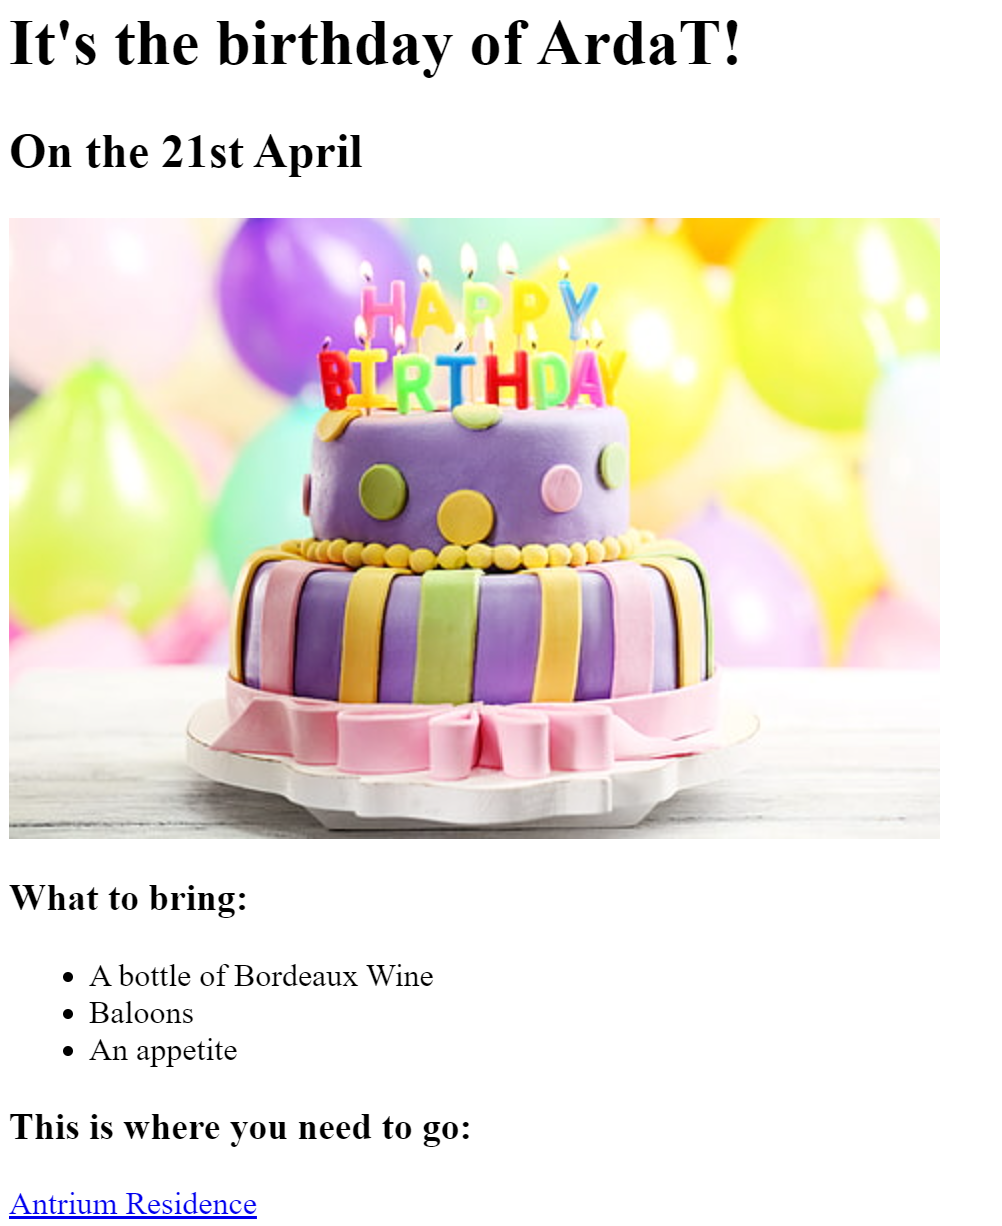 It's the birthday of ArdaT!
On the 21st April
HAPPY
BIRTHDAY
What to bring:
A bottle of Bordeaux Wine
Baloons
An appetite
This is where you need to go:
Antrium Residence